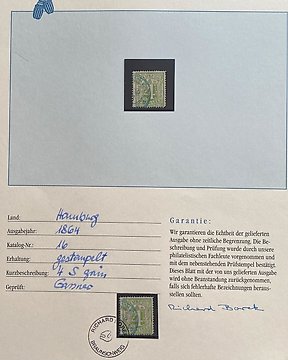 Land: Hamburg
Ausgabejahr: 1864
Katalog-Nr.: 16
Erhaltung: gestempelt
Kurzbeschreibung: 4 S grün
Geprüft:
Garantie:
Wir garantieren die Echtheit der gelieferten
Ausgabe ohne zeitliche Begrenzung. Die Be-
schreibung und Prüfung wurde durch unsere
philatelistischen Fachleute vorgenommen und
mit dem nebenstehenden Prüfstempel bestätigt.
Dieses Blatt der von uns gelieferten Ausgabe
wird ohne Beanstandung zurückgenommen,
falls sich fehlerhafte Bezeichnungen heraus-
stellen sollten.
Richard Borek
RICHARD
BRAUNSCHWEIG